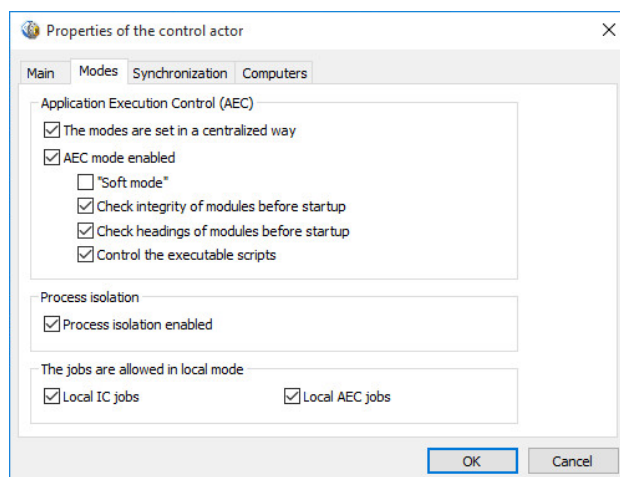 Properties of the control actor
Main Modes Synchronization Computers
Application Execution Control (AEC)
The modes are set in a centralized way
AEC mode enabled
"Soft mode"
Check integrity of modules before startup
Check headings of modules before startup
Control the executable scripts
Process isolation
Process isolation enabled
The jobs are allowed in local mode
Local IC jobs Local AEC jobs
OK Cancel